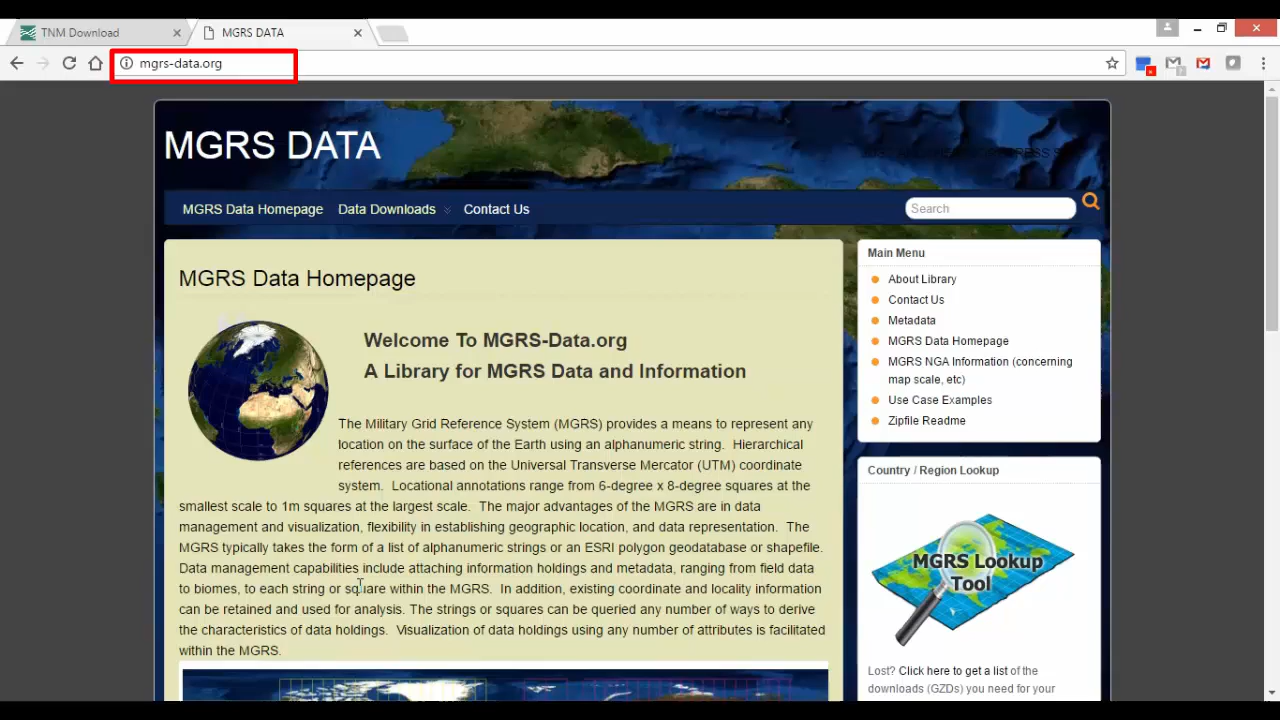 TNM Download
MGRS DATA
mgrs-data.org
MGRS DATA
MGRS Data Homepage
Data Downloads
Contact Us
Search
MGRS Data Homepage
Welcome To MGRS-Data.org
A Library for MGRS Data and Information
The Military Grid Reference System (MGRS) provides a means to represent any
location on the surface of the Earth using an alphanumeric string.  Hierarchical
references are based on the Universal Transverse Mercator (UTM) coordinate
system.  Locational annotations range from 6-degree x 8-degree squares at the
smallest scale to 1m squares at the largest scale.  The major advantages of the MGRS are in data
management and visualization, flexibility in establishing geographic location, and data representation.  The
MGRS typically takes the form of a list of alphanumeric strings or an ESRI polygon geodatabase or shapefile.
Data management capabilities include attaching information holdings and metadata, ranging from field data
to biomes, to each string or square within the MGRS.  In addition, existing coordinate and locality information
can be retained and used for analysis. The strings or squares can be queried any number of ways to derive
the characteristics of data holdings.  Visualization of data holdings using any number of attributes is facilitated
within the MGRS.
Main Menu
About Library
Contact Us
Metadata
MGRS Data Homepage
MGRS NGA Information (concerning
map scale, etc)
Use Case Examples
Zipfile Readme
Country / Region Lookup
MGRS Lookup
Tool
Lost? Click here to get a list of the
downloads (GZDs) you need for your